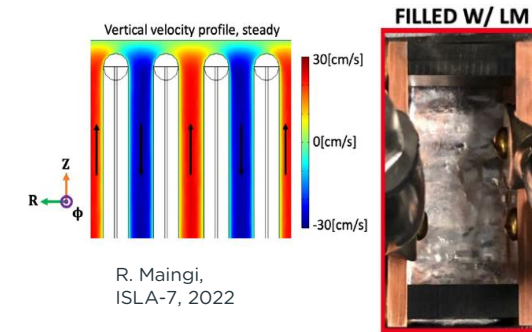 FILLED W/ LM
Vertical velocity profile, steady
30[cm/s]
0[cm/s]
-30[cm/s]
Z
R
ϕ
R. Maingi,
ISLA-7, 2022